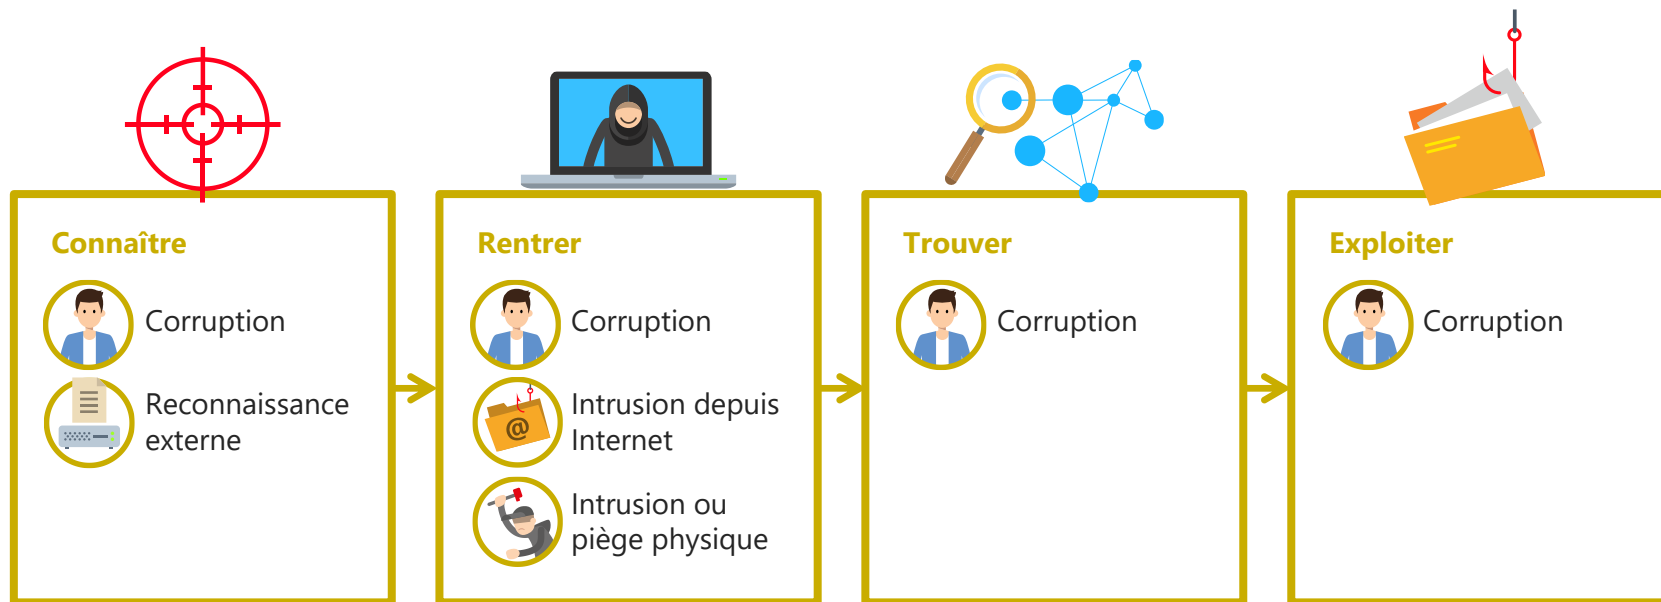 Connaître
Corruption
Reconnaissance
externe
Rentrer
Corruption
Intrusion depuis
Internet
@
Intrusion ou
piège physique
Trouver
Corruption
Exploiter
Corruption